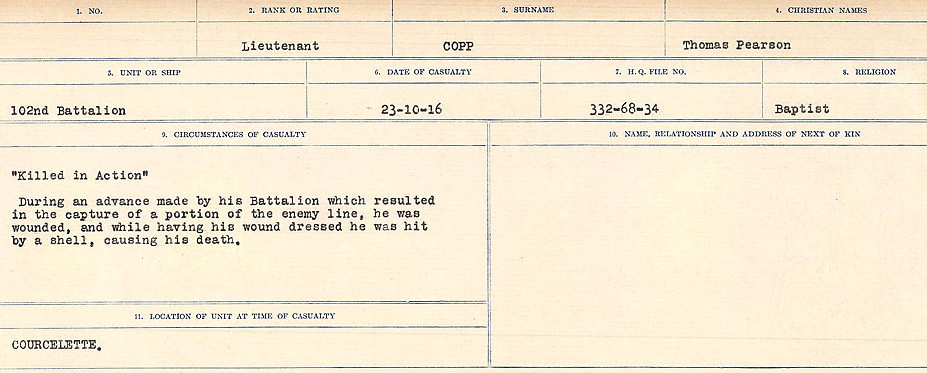 1. NO. 2. RANK OR RATING 3. SURNAME 4. CHRISTIAN NAMES
Lieutenant COPP Thomas Pearson
5. UNIT OR SHIP 6. DATE OF CASUALTY 7. H. Q. FILE NO. 8. RELIGION
102nd Battalion 23-10-16 332-68-34 Baptist
9. CIRCUMSTANCES OF CASUALTY 10. NAME, RELATIONSHIP AND ADDRESS OF NEXT OF KIN
"Killed in Action"
During an advance made by his Battalion which resulted
in the capture of a portion of the enemy line, he was
wounded, and while having his wound dressed he was hit
by a shell, causing his death.
11. LOCATION OF UNIT AT TIME OF CASUALTY
COURCELETTE.